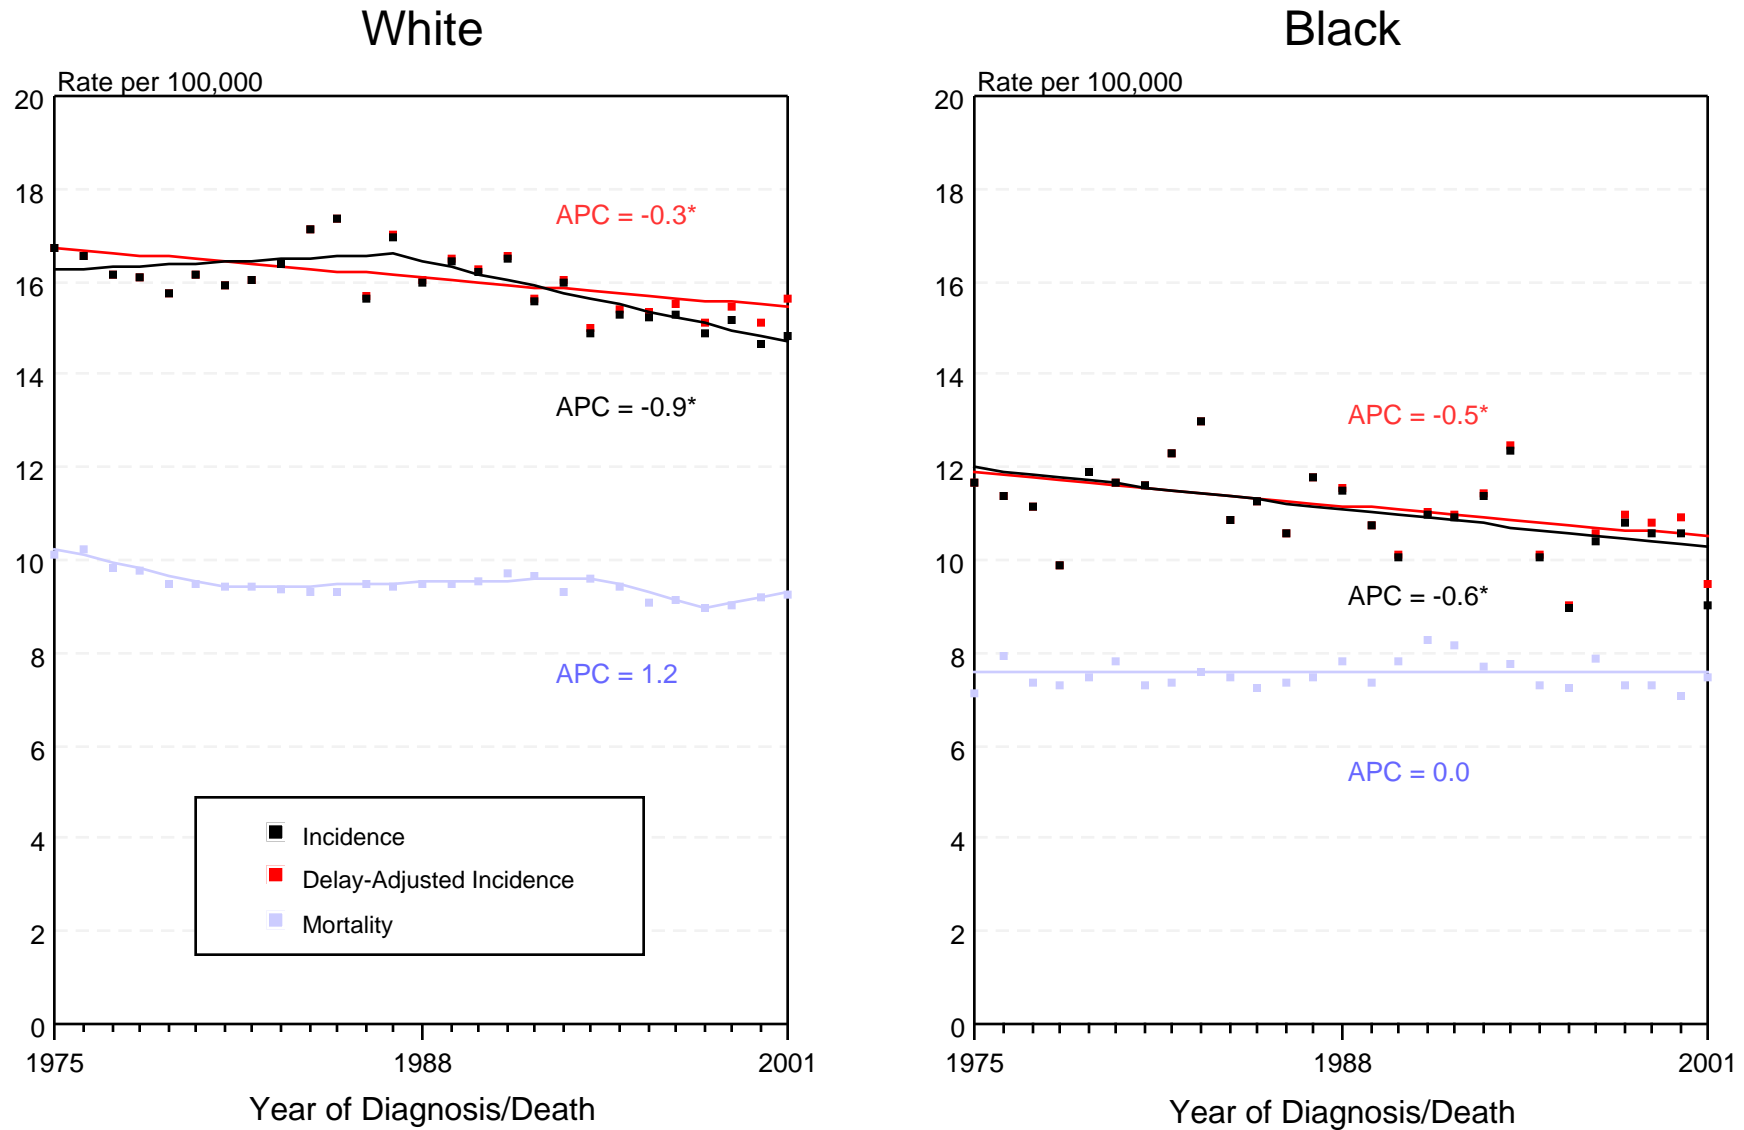 White
Rate per 100,000
20
18
16
14
12
10
8
6
4
2
0
APC = -0.3*
APC = -0.9*
APC = 1.2
Incidence
Delay-Adjusted Incidence
Mortality
1975 1988 2001
Year of Diagnosis/Death
Black
Rate per 100,000
20
18
16
14
12
10
8
6
4
2
0
APC = -0.5*
APC = -0.6*
APC = 0.0
1975 1988 2001
Year of Diagnosis/Death